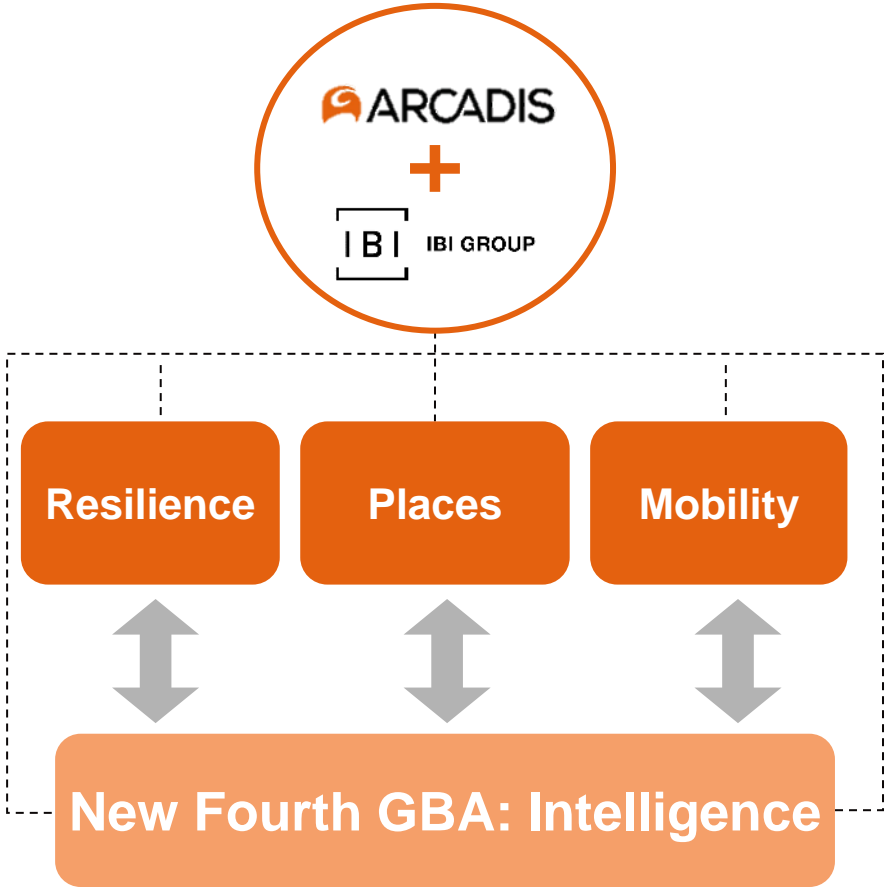 ARCADIS
+
IBI IBI GROUP
Resilience Places Mobility
New Fourth GBA: Intelligence